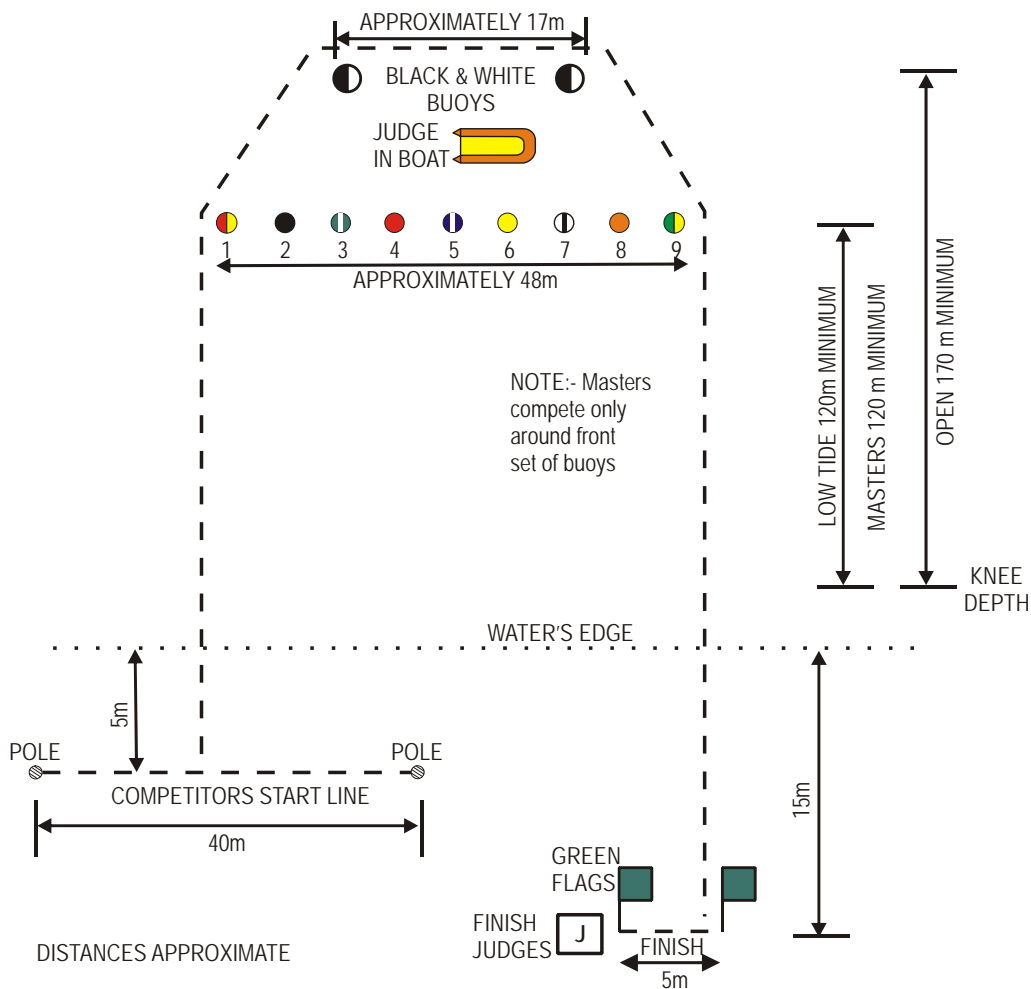 APPROXIMATELY 17m
BLACK & WHITE
BUOYS
JUDGE
IN BOAT
1 2 3 4 5 6 7 8 9
APPROXIMATELY 48m
NOTE:- Masters
compete only
around front
set of buoys
LOW TIDE 120m MINIMUM
MASTERS 120 m MINIMUM
OPEN 170 m MINIMUM
KNEE
DEPTH
WATER'S EDGE
5m
POLE
POLE
COMPETITORS START LINE
40m
15m
GREEN
FLAGS
FINISH
JUDGES
J
FINISH
5m
DISTANCES APPROXIMATE